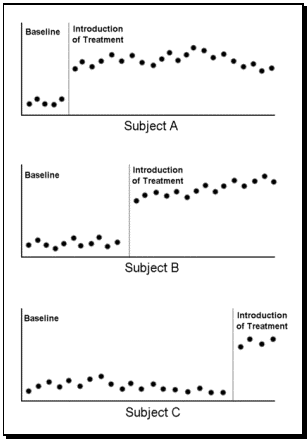 Baseline
Introduction
of Treatment
Subject A
Baseline
Introduction
of Treatment
Subject B
Baseline
Introduction
of Treatment
Subject C